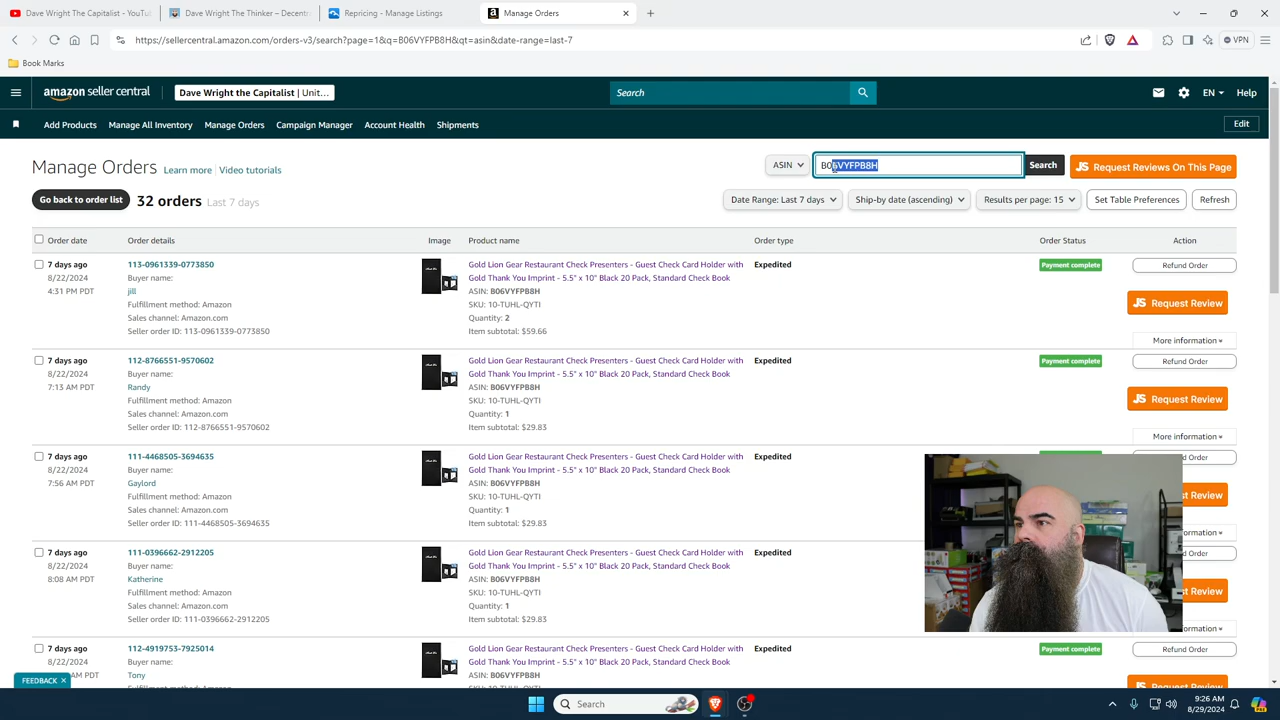 Dave Wright The Capitalist - YouT
Dave Wright The Thinker – Decentr
Repricing - Manage Listings
Manage Orders
https://sellercentral.amazon.com/orders-v3/search?page=1&q=B06VYFPB8H&qt=asin&date-range=last-7
VPN
Book Marks
amazon seller central
Dave Wright the Capitalist | Unit...
Search
EN
Help
Add Products
Manage All Inventory
Manage Orders
Campaign Manager
Account Health
Shipments
Edit
Manage Orders
Learn more
Video tutorials
ASIN
B06VYFPB8H
Search
JS Request Reviews On This Page
Go back to order list
32 orders
Last 7 days
Date Range: Last 7 days
Ship-by date (ascending)
Results per page: 15
Set Table Preferences
Refresh
Order date
Order details
Image
Product name
Order type
Order Status
Action
7 days ago
8/22/2024
4:31 PM PDT
113-0961339-0773850
Buyer name:
jill
Fulfillment method: Amazon
Sales channel: Amazon.com
Seller order ID: 113-0961339-0773850
Gold Lion Gear Restaurant Check Presenters - Guest Check Card Holder with
Gold Thank You Imprint - 5.5" x 10" Black 20 Pack, Standard Check Book
ASIN: B06VYFPB8H
SKU: 10-TUHL-QYTI
Quantity: 2
Item subtotal: $59.66
Expedited
Payment complete
Refund Order
JS Request Review
More information »
7 days ago
8/22/2024
7:13 AM PDT
112-8766551-9570602
Buyer name:
Randy
Fulfillment method: Amazon
Sales channel: Amazon.com
Seller order ID: 112-8766551-9570602
Gold Lion Gear Restaurant Check Presenters - Guest Check Card Holder with
Gold Thank You Imprint - 5.5" x 10" Black 20 Pack, Standard Check Book
ASIN: B06VYFPB8H
SKU: 10-TUHL-QYTI
Quantity: 1
Item subtotal: $29.83
Expedited
Payment complete
Refund Order
JS Request Review
More information »
7 days ago
8/22/2024
7:56 AM PDT
111-4468505-3694635
Buyer name:
Gaylord
Fulfillment method: Amazon
Sales channel: Amazon.com
Seller order ID: 111-4468505-3694635
Gold Lion Gear Restaurant Check Presenters - Guest Check Card Holder with
Gold Thank You Imprint - 5.5" x 10" Black 20 Pack, Standard Check Book
ASIN: B06VYFPB8H
SKU: 10-TUHL-QYTI
Quantity: 1
Item subtotal: $29.83
Expedited
nd Order
st Review
rmation »
7 days ago
8/22/2024
8:08 AM PDT
111-0396662-2912205
Buyer name:
Katherine
Fulfillment method: Amazon
Sales channel: Amazon.com
Seller order ID: 111-0396662-2912205
Gold Lion Gear Restaurant Check Presenters - Guest Check Card Holder with
Gold Thank You Imprint - 5.5" x 10" Black 20 Pack, Standard Check Book
ASIN: B06VYFPB8H
SKU: 10-TUHL-QYTI
Quantity: 1
Item subtotal: $29.83
Expedited
nd Order
st Review
rmation »
7 days ago
8/22/2024
AM PDT
112-4919753-7925014
Buyer name:
Tony
Gold Lion Gear Restaurant Check Presenters - Guest Check Card Holder with
Gold Thank You Imprint - 5.5" x 10" Black 20 Pack, Standard Check Book
ASIN: B06VYFPB8H
Expedited
Payment complete
Refund Order
JS Request Review
FEEDBACK
Search
9:26 AM
8/29/2024